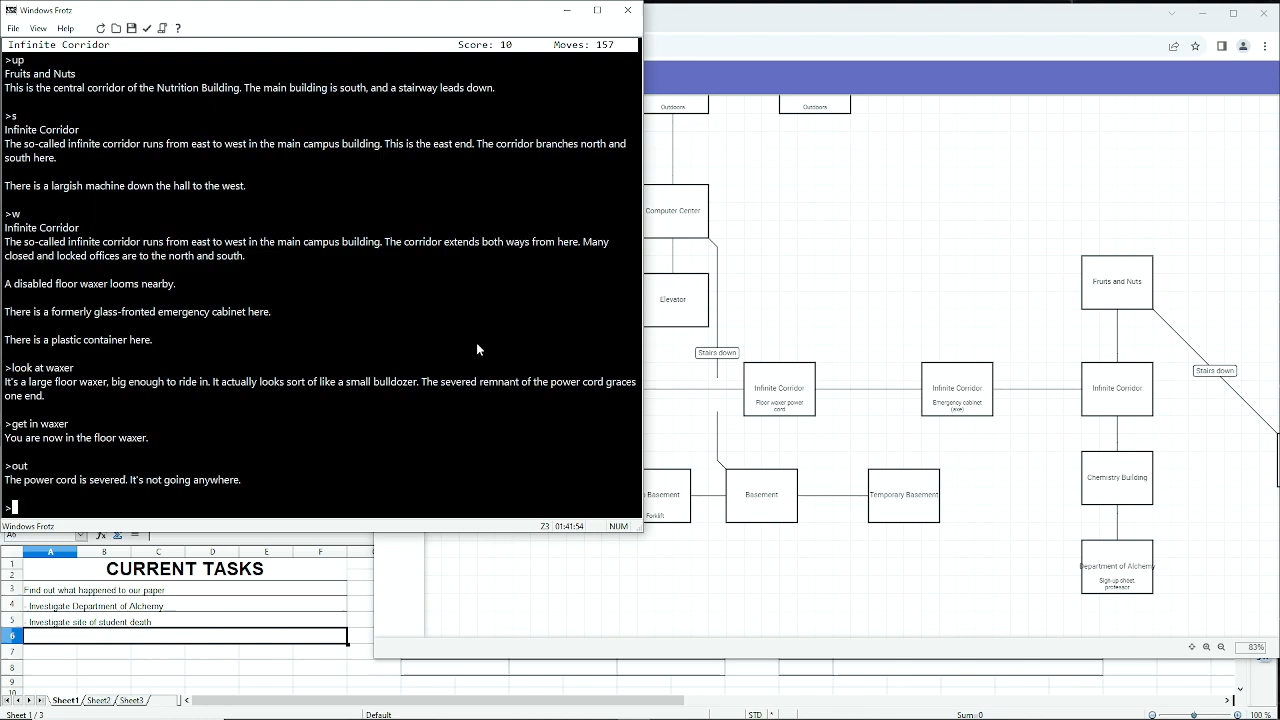 Windows Frotz
File View Help ?
Infinite Corridor Score: 10 Moves: 157
>up
Fruits and Nuts
This is the central corridor of the Nutrition Building. The main building is south, and a stairway leads down.
>s
Infinite Corridor
The so-called infinite corridor runs from east to west in the main campus building. This is the east end. The corridor branches north and
south here.
There is a largish machine down the hall to the west.
>w
Infinite Corridor
The so-called infinite corridor runs from east to west in the main campus building. The corridor extends both ways from here. Many
closed and locked offices are to the north and south.
A disabled floor waxer looms nearby.
There is a formerly glass-fronted emergency cabinet here.
There is a plastic container here.
>look at waxer
It's a large floor waxer, big enough to ride in. It actually looks sort of like a small bulldozer. The severed remnant of the power cord graces
one end.
>get in waxer
You are now in the floor waxer.
>out
The power cord is severed. It's not going anywhere.
>
Windows Frotz Z3 01:41:54 NUM
Outdoors
Outdoors
Computer Center
Elevator
Stairs down
Fruits and Nuts
Stairs down
Infinite Corridor
Floor waxer power
cord
Infinite Corridor
Emergency cabinet
(axe)
Infinite Corridor
Chemistry Building
Basement
Forklift
Basement
Temporary Basement
Department of Alchemy
Sign-up sheet,
professor
83%
A6
A B C D E F
1 CURRENT TASKS
2
3 Find out what happened to our paper
4 - Investigate Department of Alchemy
5 - Investigate site of student death
6
7
8
9
10
Sheet1 Sheet2 Sheet3
Sheet 1 / 3 Default STD * Sum=0 100 %